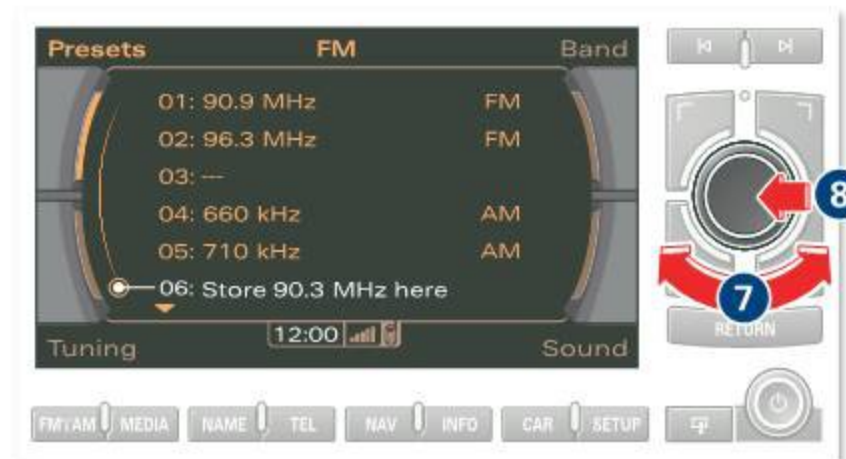 Presets FM Band
01: 90.9 MHz FM
02: 96.3 MHz FM
03: ---
04: 660 kHz AM
05: 710 kHz AM
06: Store 90.3 MHz here
12:00
Tuning Sound
8
7
RETURN
FM/AM MEDIA NAME TEL NAV INFO CAR SETUP